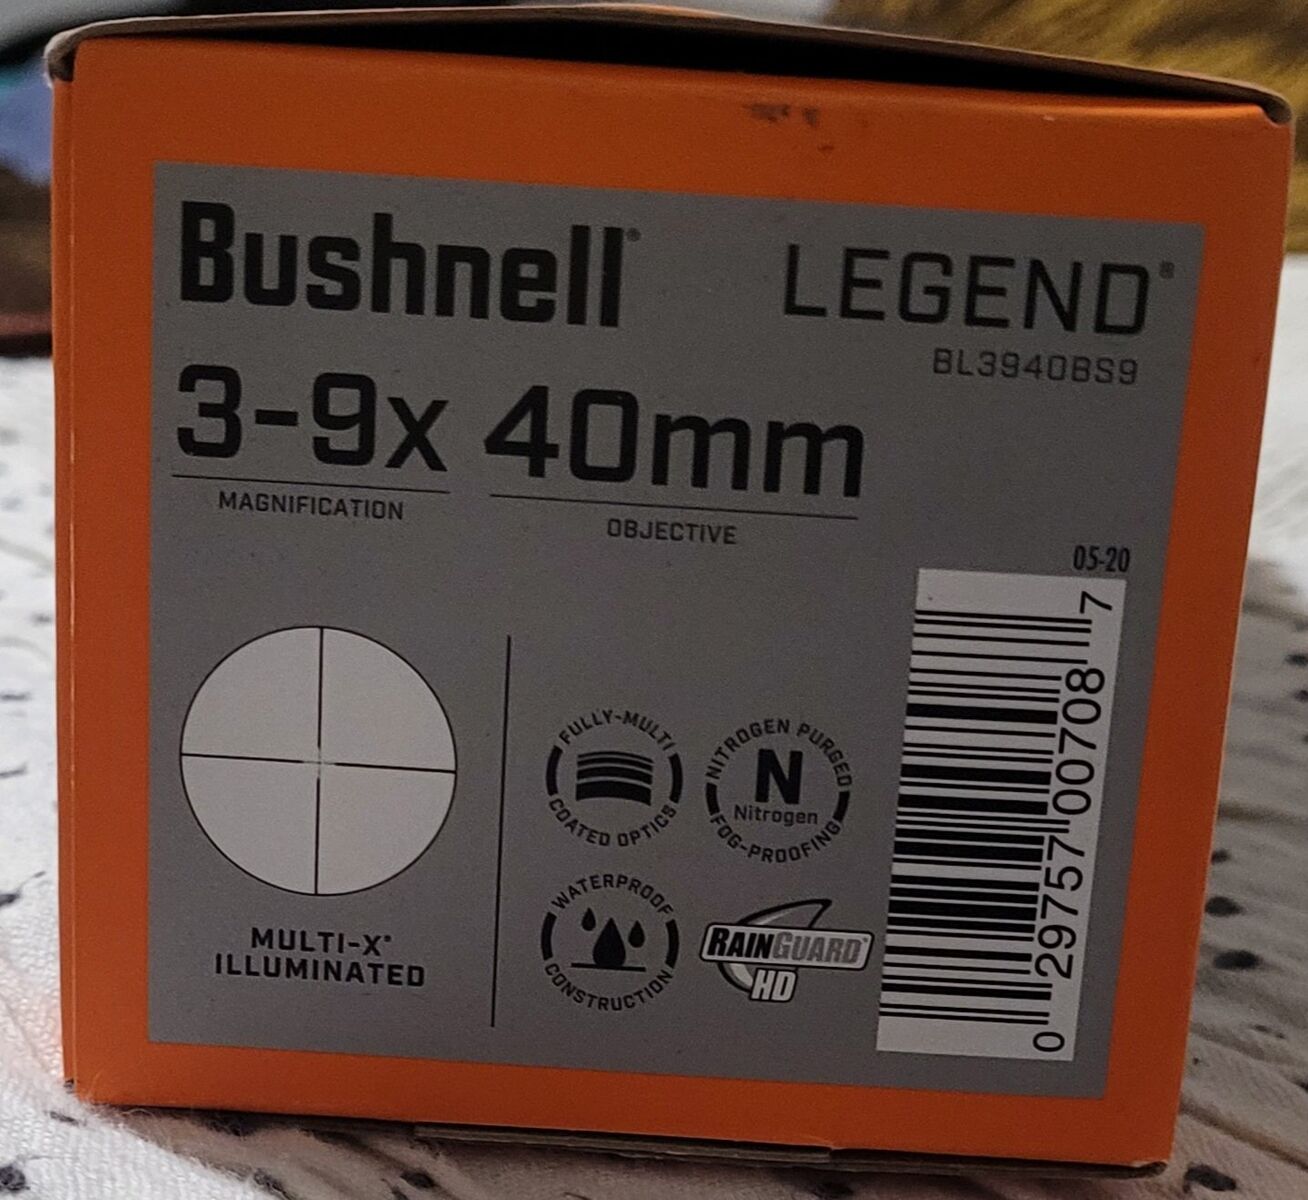 Bushnell®
LEGEND®
BL3940BS9
3-9x 40mm
MAGNIFICATION
OBJECTIVE
05-20
MULTI-X®
ILLUMINATED
FULLY-MULTI
COATED OPTICS
NITROGEN PURGED
N
Nitrogen
FOG-PROOFING
WATERPROOF
CONSTRUCTION
RAINGUARD®
HD
0 29757 00708 7